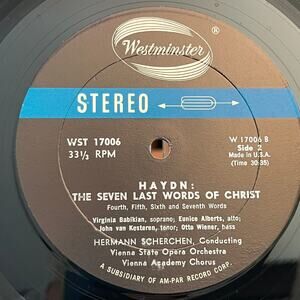 Westminster
®
STEREO
WST 17006
33⅓ RPM
W 17006 B
Side 2
Made in U.S.A.
(Time 30:35)
HAYDN:
THE SEVEN LAST WORDS OF CHRIST
Fourth, Fifth, Sixth and Seventh Words
Virginia Babikian, soprano; Eunice Alberts, alto;
John van Kesteren, tenor; Otto Wiener, bass
HERMANN SCHERCHEN, Conducting
Vienna State Opera Orchestra
Vienna Academy Chorus
A SUBSIDIARY OF AM-PAR RECORD CORP.